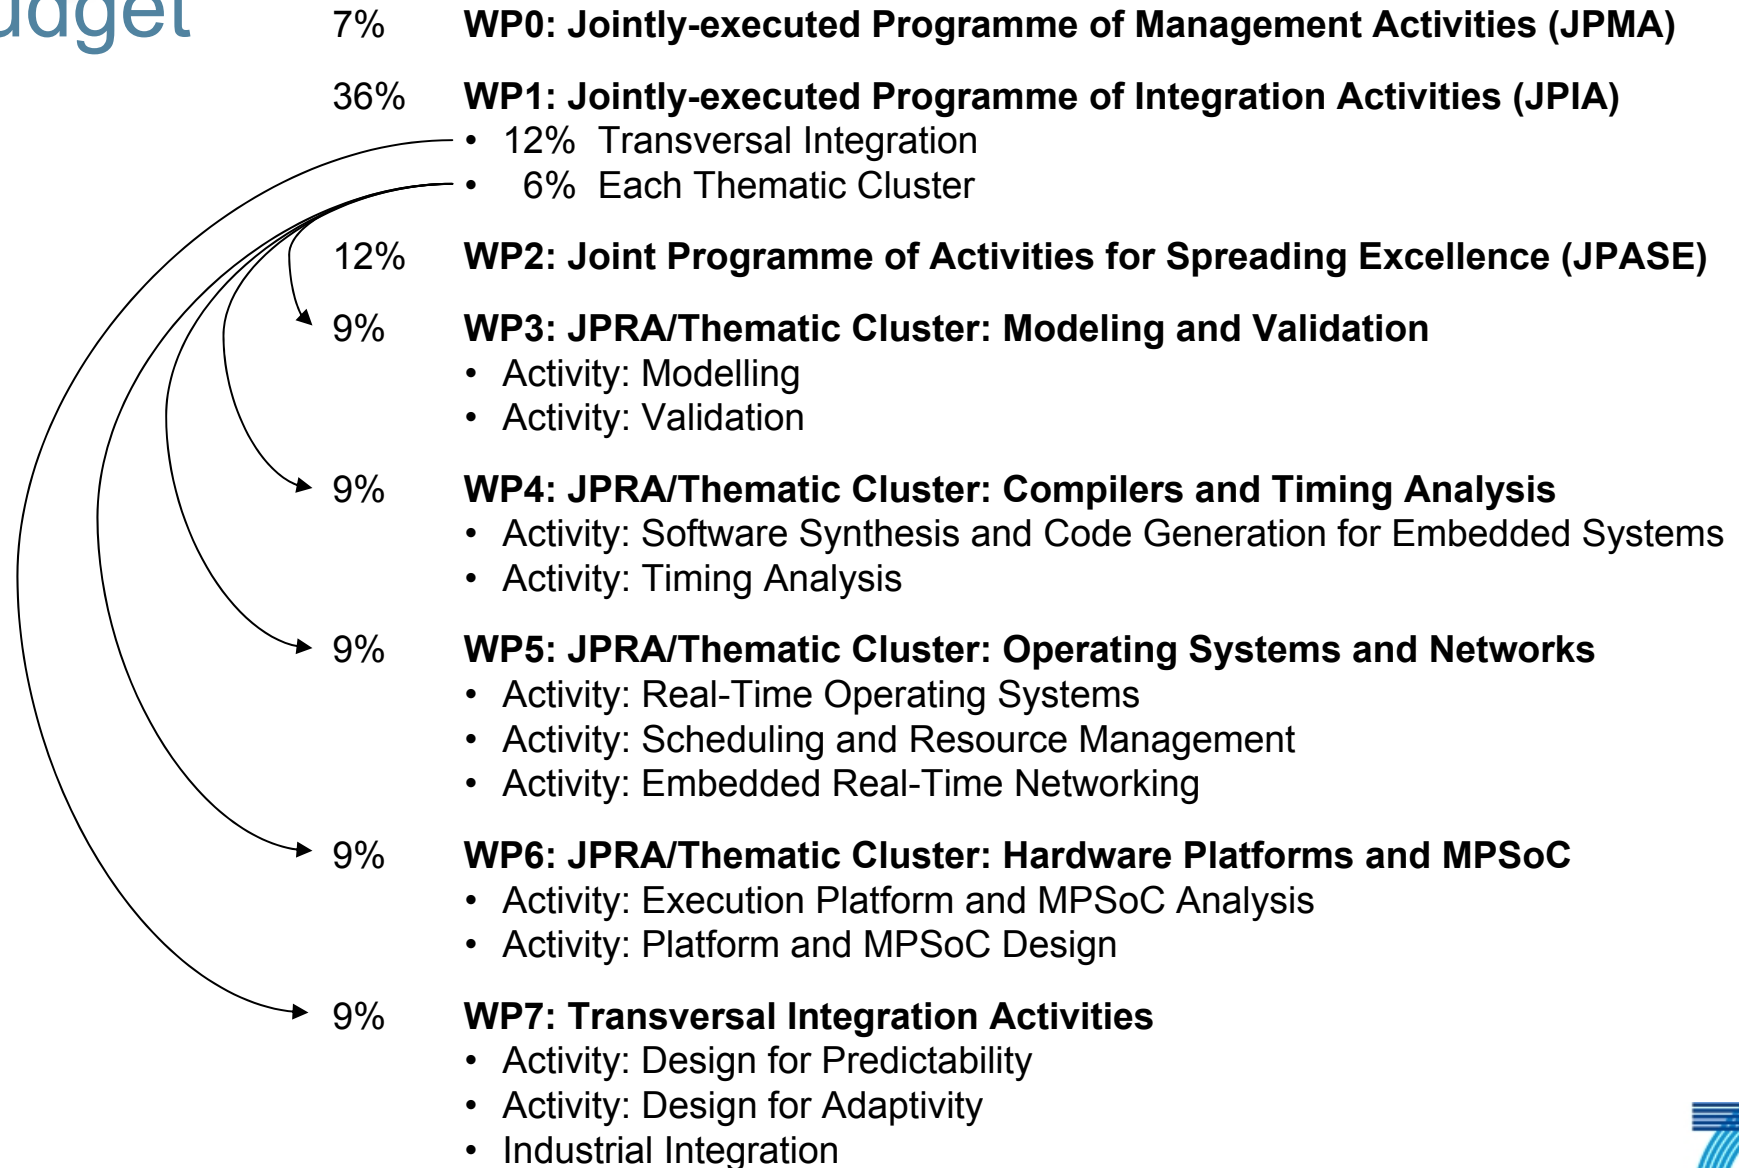 7% WP0: Jointly-executed Programme of Management Activities (JPMA)
36% WP1: Jointly-executed Programme of Integration Activities (JPIA)
• 12% Transversal Integration
• 6% Each Thematic Cluster
12% WP2: Joint Programme of Activities for Spreading Excellence (JPASE)
9% WP3: JPRA/Thematic Cluster: Modeling and Validation
• Activity: Modelling
• Activity: Validation
9% WP4: JPRA/Thematic Cluster: Compilers and Timing Analysis
• Activity: Software Synthesis and Code Generation for Embedded Systems
• Activity: Timing Analysis
9% WP5: JPRA/Thematic Cluster: Operating Systems and Networks
• Activity: Real-Time Operating Systems
• Activity: Scheduling and Resource Management
• Activity: Embedded Real-Time Networking
9% WP6: JPRA/Thematic Cluster: Hardware Platforms and MPSoC
• Activity: Execution Platform and MPSoC Analysis
• Activity: Platform and MPSoC Design
9% WP7: Transversal Integration Activities
• Activity: Design for Predictability
• Activity: Design for Adaptivity
• Industrial Integration